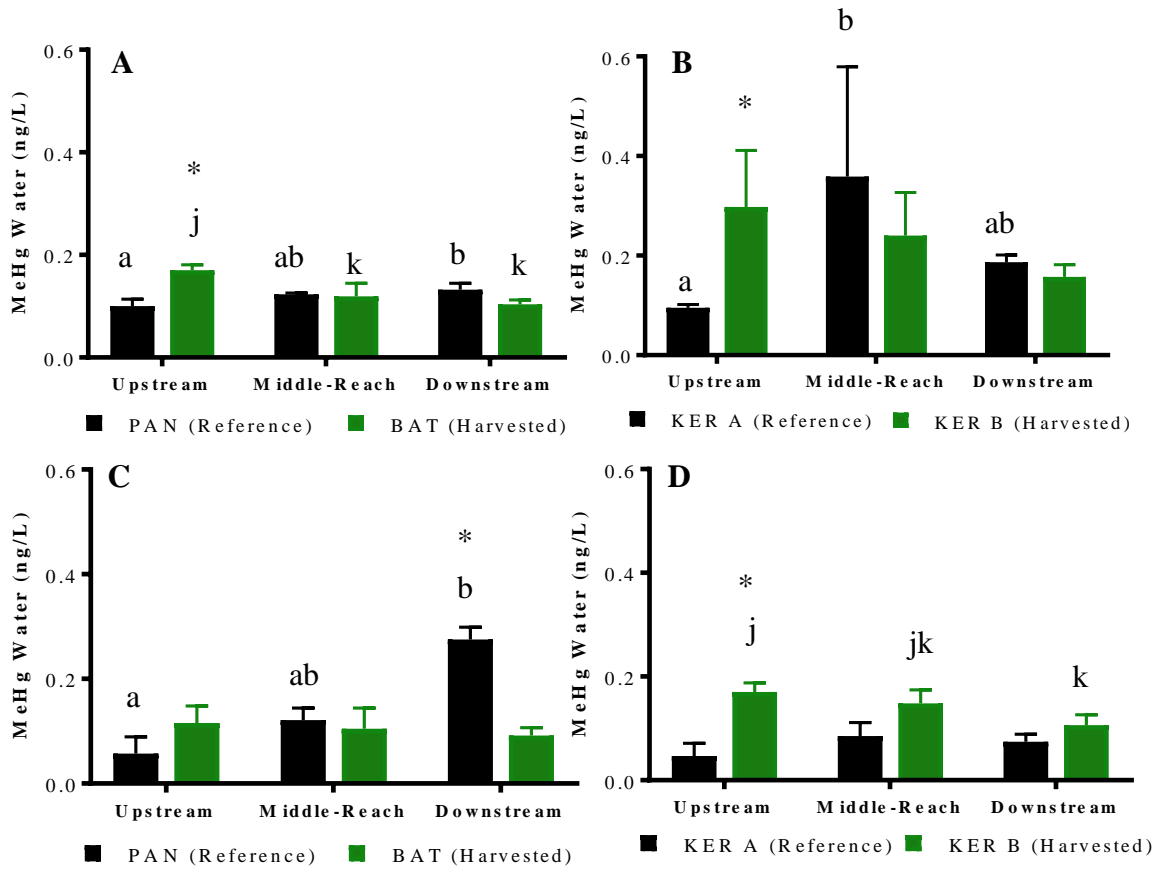 A
MeHg Water (ng/L)
0.6
0.4
0.2
0.0
a
*
j
ab
k
b
k
Upstream Middle-Reach Downstream
PAN (Reference) BAT (Harvested)
B
MeHg Water (ng/L)
0.6
0.4
0.2
0.0
a
*
b
ab
Upstream Middle-Reach Downstream
KER A (Reference) KER B (Harvested)
C
MeHg Water (ng/L)
0.6
0.4
0.2
0.0
a
ab
*
b
Upstream Middle-Reach Downstream
PAN (Reference) BAT (Harvested)
D
MeHg Water (ng/L)
0.6
0.4
0.2
0.0
*
j
jk
k
Upstream Middle-Reach Downstream
KER A (Reference) KER B (Harvested)